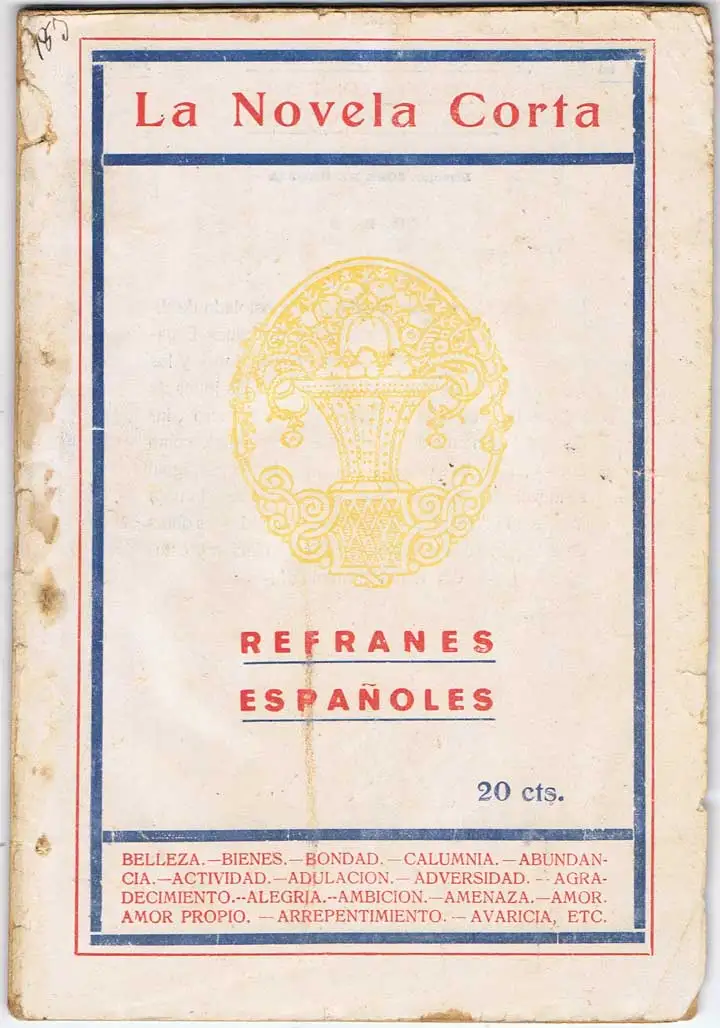 La Novela Corta
REFRANES
ESPAÑOLES
20 cts.
BELLEZA.—BIENES.—BONDAD.—CALUMNIA.—ABUNDAN-
CIA.—ACTIVIDAD.—ADULACION.—ADVERSIDAD.—AGRA-
DECIMIENTO.--ALEGRIA.--AMBICION.—AMENAZA.—AMOR.
AMOR PROPIO. — ARREPENTIMIENTO. — AVARICIA, ETC.